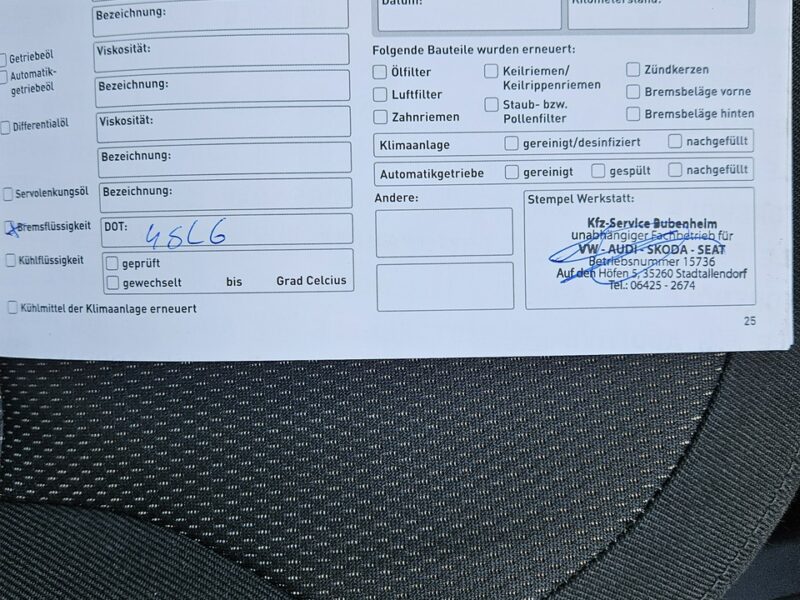 Bezeichnung:
Viskosität:
Getriebeöl
Automatik-
getriebeöl
Bezeichnung:
Differentialöl
Viskosität:
Bezeichnung:
Servolenkungsöl
Bezeichnung:
Bremsflüssigkeit
DOT:
Kühlflüssigkeit
geprüft
gewechselt bis Grad Celcius
Kühlmittel der Klimaanlage erneuert
Datum:
Kilometerstand:
Folgende Bauteile wurden erneuert:
Ölfilter
Luftfilter
Zahnriemen
Keilriemen/
Keilrippenriemen
Staub- bzw.
Pollenfilter
Zündkerzen
Bremsbeläge vorne
Bremsbeläge hinten
Klimaanlage gereinigt/desinfiziert nachgefüllt
Automatikgetriebe gereinigt gespült nachgefüllt
Andere:
Stempel Werkstatt:
Kfz-Service Bubenheim
unabhängiger Fachbetrieb für
VW - AUDI - SKODA - SEAT
Betriebsnummer 15736
Auf den Höfen 5, 35260 Stadtallendorf
Tel.: 06425 - 2674
25